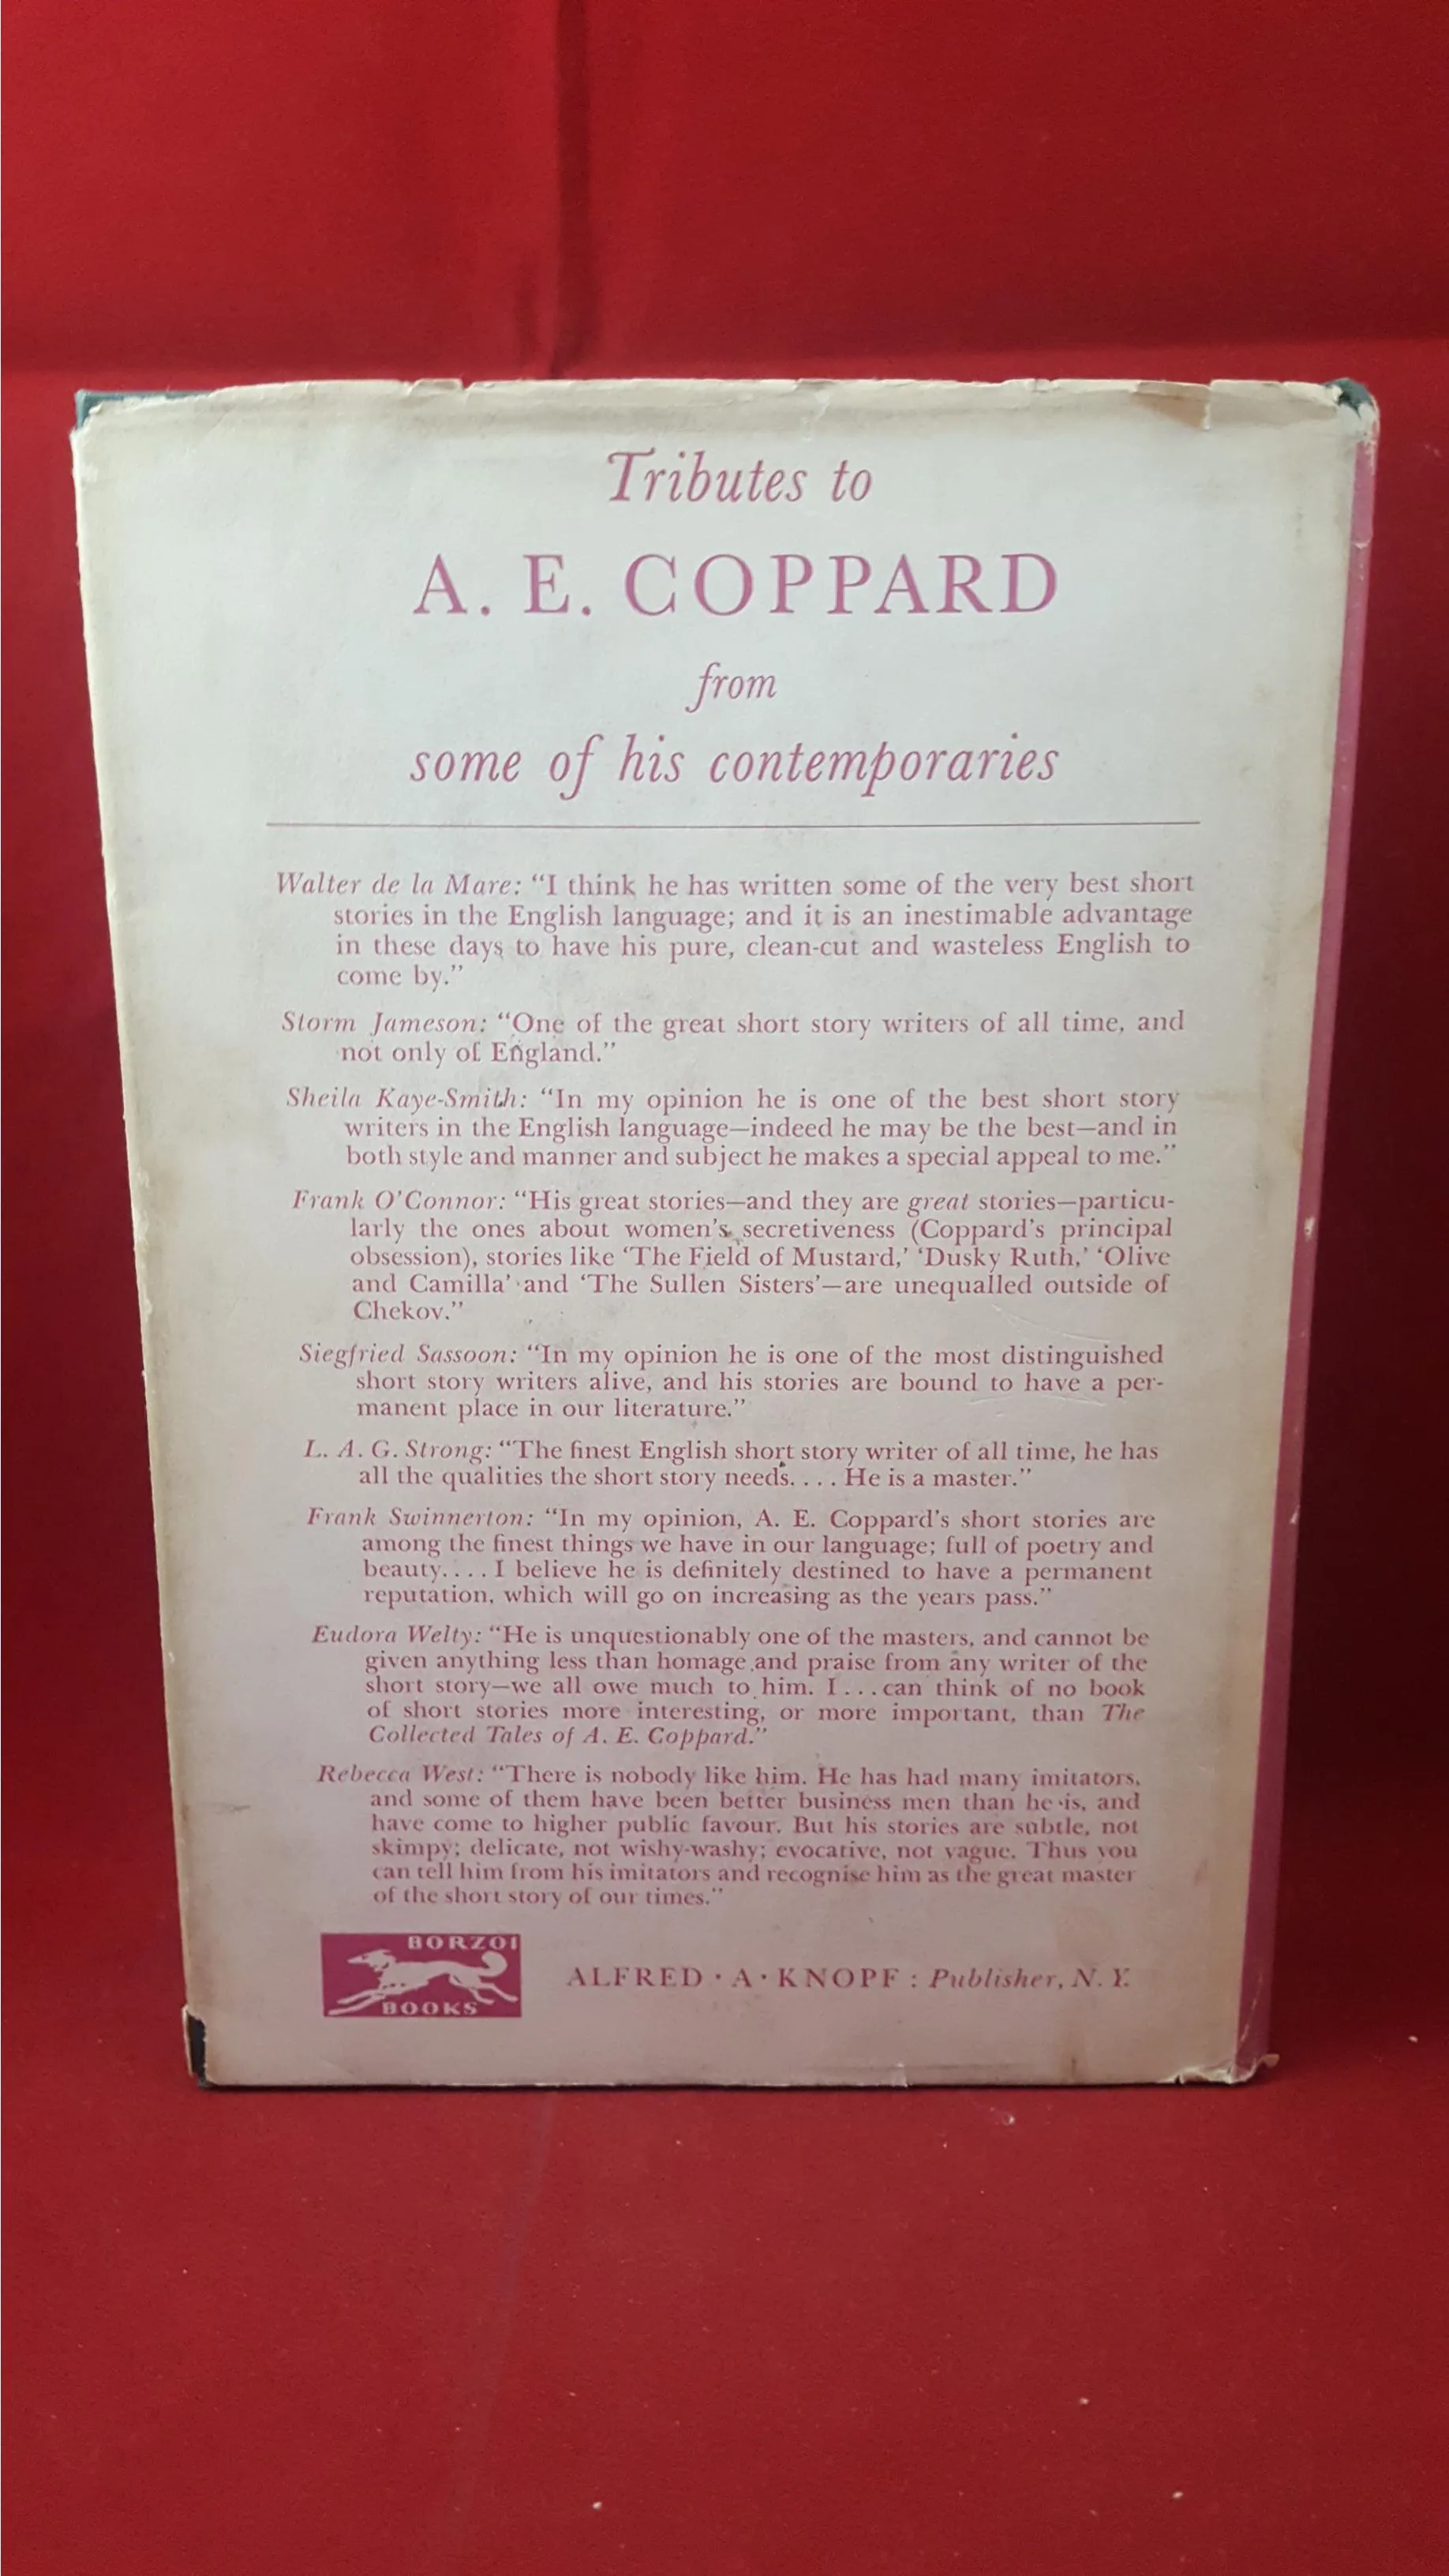 Tributes to
A. E. COPPARD
from
some of his contemporaries
Walter de la Mare: “I think he has written some of the very best short
stories in the English language; and it is an inestimable advantage
in these days to have his pure, clean-cut and wasteless English to
come by.”
Storm Jameson: “One of the great short story writers of all time, and
not only of England.”
Sheila Kaye-Smith: “In my opinion he is one of the best short story
writers in the English language—indeed he may be the best—and in
both style and manner and subject he makes a special appeal to me.”
Frank O’Connor: “His great stories—and they are great stories—particu-
larly the ones about women’s secretiveness (Coppard’s principal
obsession), stories like ‘The Field of Mustard,’ ‘Dusky Ruth,’ ‘Olive
and Camilla’ and ‘The Sullen Sisters’—are unequalled outside of
Chekov.”
Siegfried Sassoon: “In my opinion he is one of the most distinguished
short story writers alive, and his stories are bound to have a per-
manent place in our literature.”
L. A. G. Strong: “The finest English short story writer of all time, he has
all the qualities the short story needs. . . . He is a master.”
Frank Swinnerton: “In my opinion, A. E. Coppard’s short stories are
among the finest things we have in our language; full of poetry and
beauty. . . . I believe he is definitely destined to have a permanent
reputation, which will go on increasing as the years pass.”
Eudora Welty: “He is unquestionably one of the masters, and cannot be
given anything less than homage and praise from any writer of the
short story—we all owe much to him. I . . . can think of no book
of short stories more interesting, or more important, than The
Collected Tales of A. E. Coppard.”
Rebecca West: “There is nobody like him. He has had many imitators,
and some of them have been better business men than he is, and
have come to higher public favour. But his stories are subtle, not
skimpy; delicate, not wishy-washy; evocative, not vague. Thus you
can tell him from his imitators and recognise him as the great master
of the short story of our times.”
BORZOI
BOOKS
ALFRED · A · KNOPF : Publisher, N. Y.